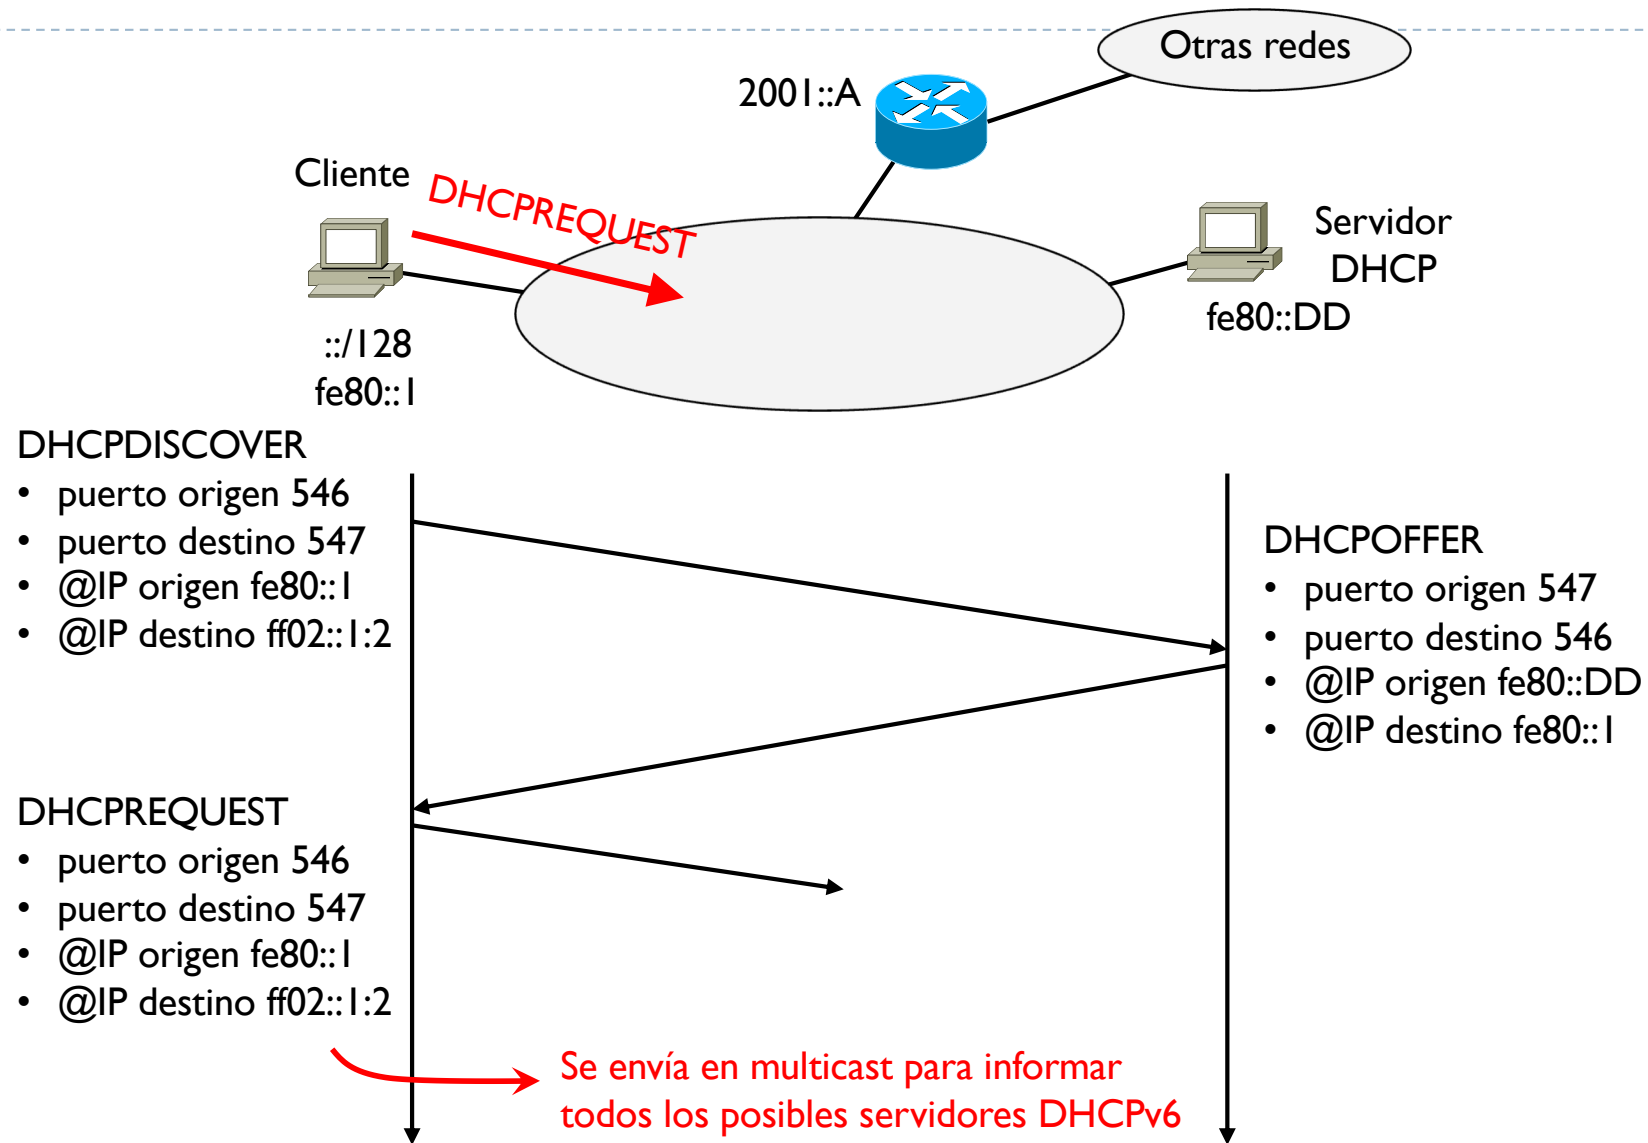 Otras redes
2001::A
Cliente
DHCPREQUEST
Servidor
DHCP
fe80::DD
::/128
fe80::1
DHCPDISCOVER
• puerto origen 546
• puerto destino 547
• @IP origen fe80::1
• @IP destino ff02::1:2
DHCPOFFER
• puerto origen 547
• puerto destino 546
• @IP origen fe80::DD
• @IP destino fe80::1
DHCPREQUEST
• puerto origen 546
• puerto destino 547
• @IP origen fe80::1
• @IP destino ff02::1:2
Se envía en multicast para informar
todos los posibles servidores DHCPv6